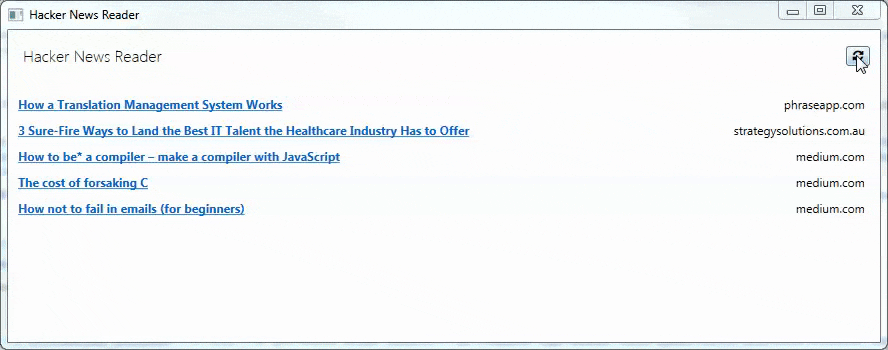 Hacker News Reader
Hacker News Reader
How a Translation Management System Works phraseapp.com
3 Sure-Fire Ways to Land the Best IT Talent the Healthcare Industry Has to Offer strategysolutions.com.au
How to be* a compiler – make a compiler with JavaScript medium.com
The cost of forsaking C medium.com
How not to fail in emails (for beginners) medium.com